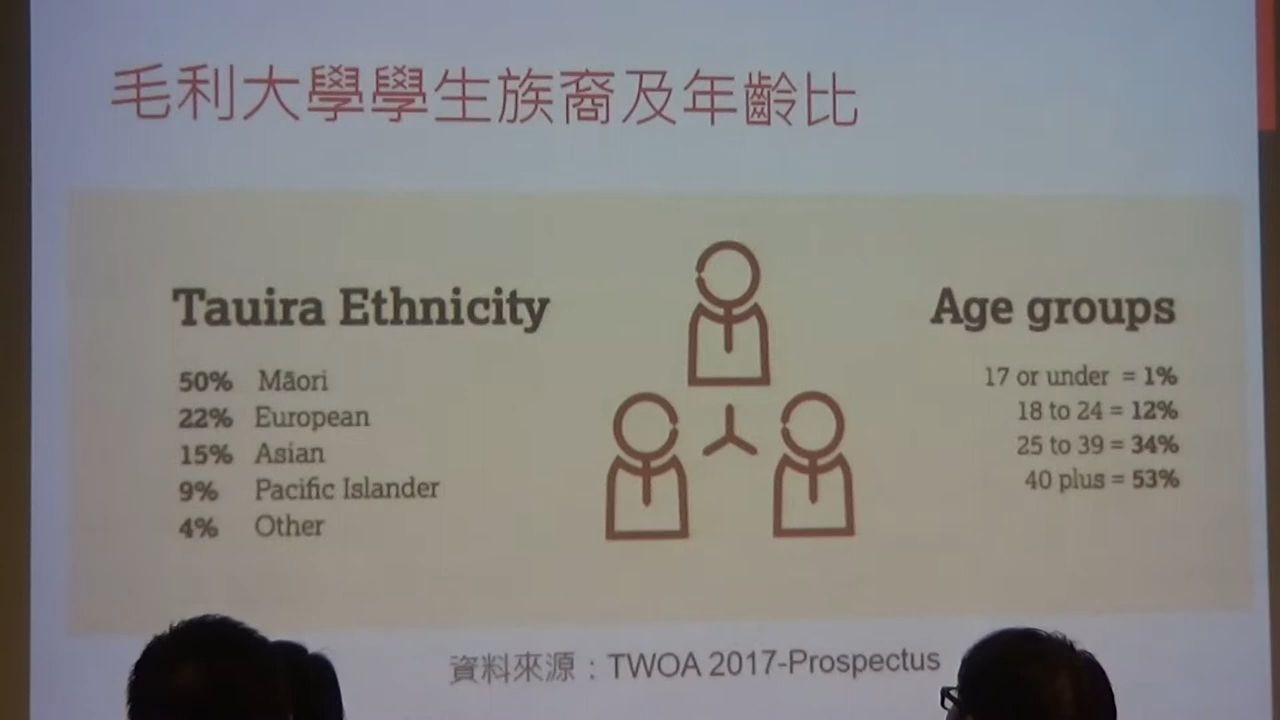 毛利大學學生族裔及年齡比
Tauira Ethnicity
50% Māori
22% European
15% Asian
9% Pacific Islander
4% Other
Age groups
17 or under = 1%
18 to 24 = 12%
25 to 39 = 34%
40 plus = 53%
資料來源：TWOA 2017-Prospectus